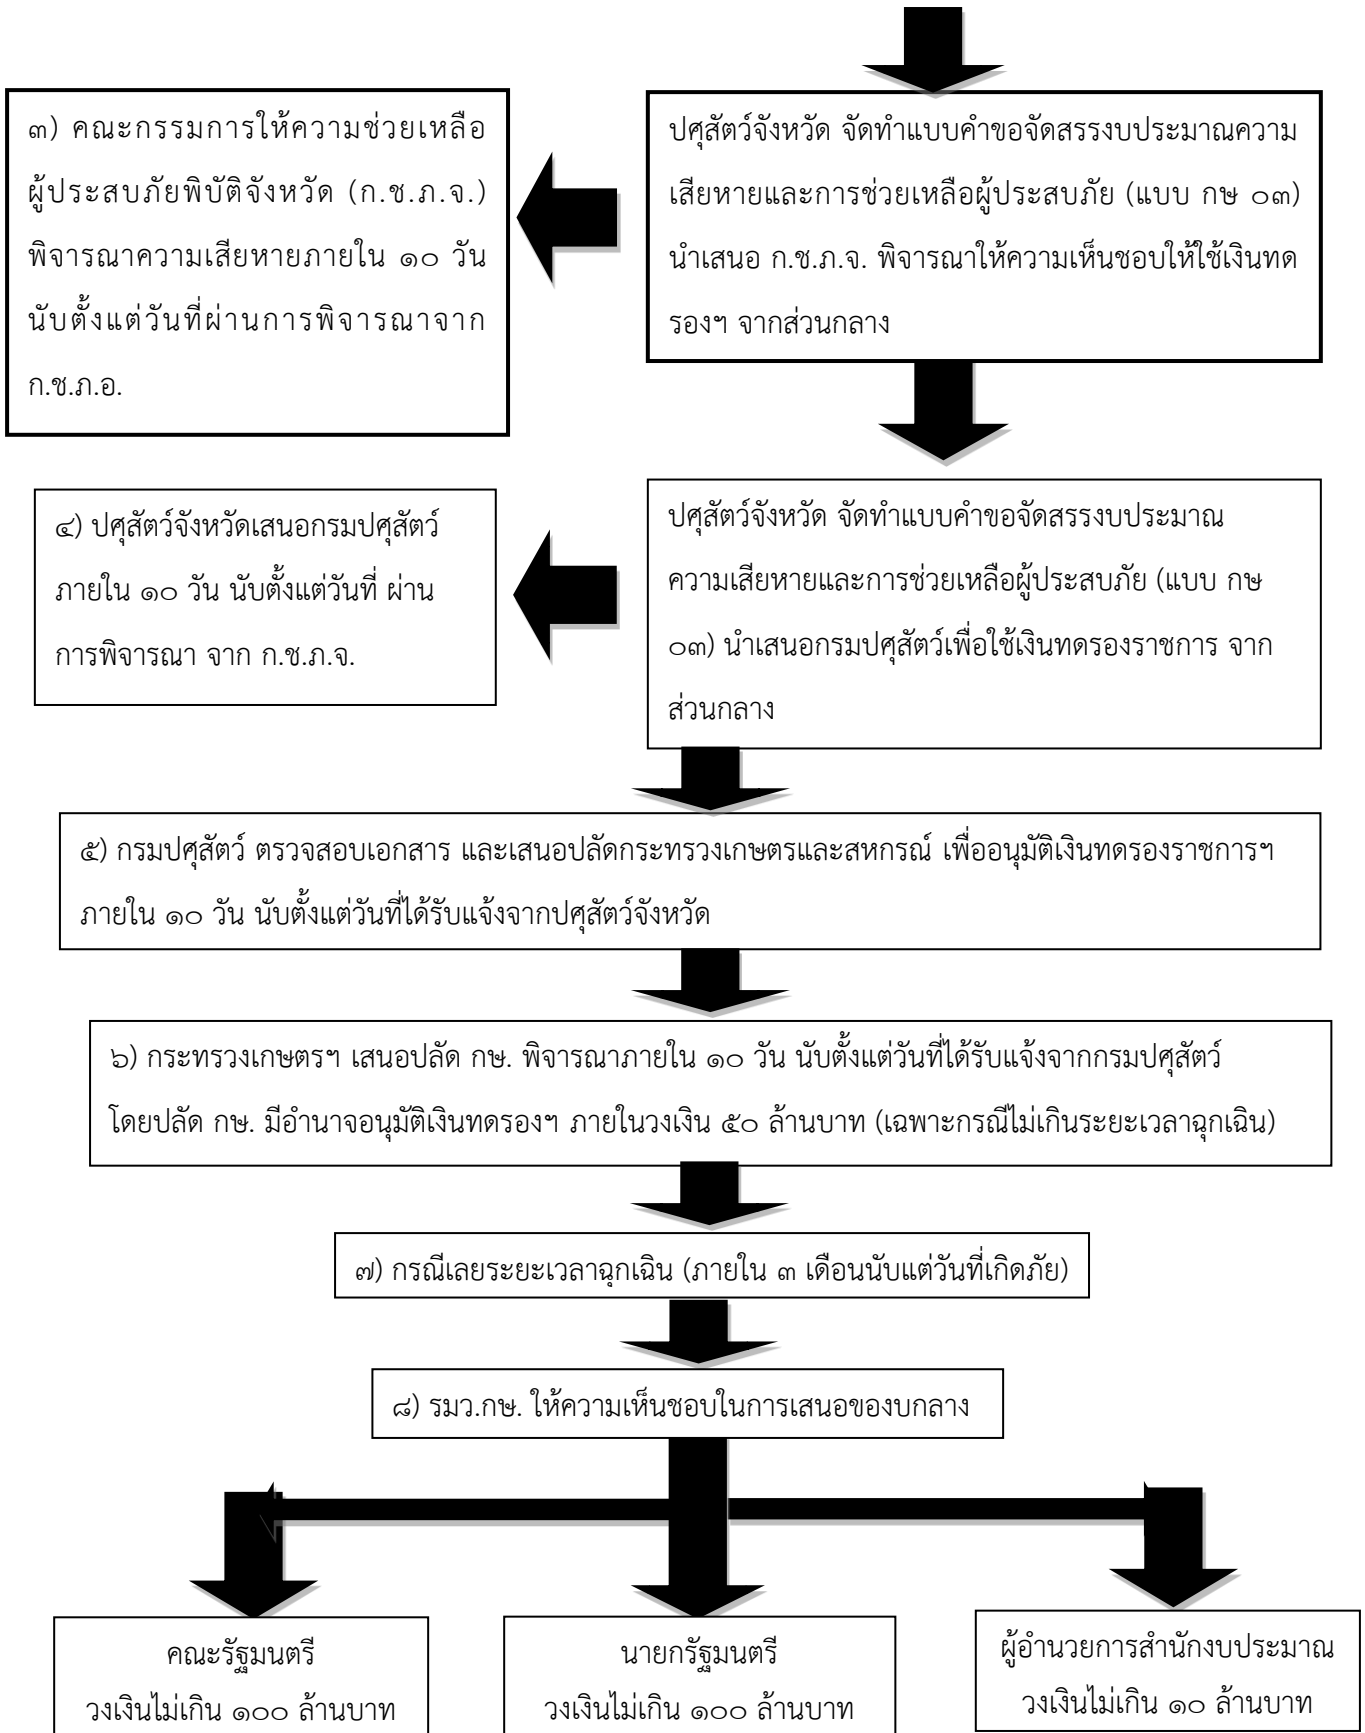 ๓) คณะกรรมการให้ความช่วยเหลือ
ผู้ประสบภัยพิบัติจังหวัด (ก.ช.ภ.จ.)
พิจารณาความเสียหายภายใน ๑๐ วัน
นับตั้งแต่วันที่ผ่านการพิจารณาจาก
ก.ช.ภ.อ.
ปศุสัตว์จังหวัด จัดทำแบบคำขอจัดสรรงบประมาณความ
เสียหายและการช่วยเหลือผู้ประสบภัย (แบบ กษ ๐๓)
นำเสนอ ก.ช.ภ.จ. พิจารณาให้ความเห็นชอบให้ใช้เงินทด
รองฯ จากส่วนกลาง
๔) ปศุสัตว์จังหวัดเสนอกรมปศุสัตว์
ภายใน ๑๐ วัน นับตั้งแต่วันที่ ผ่าน
การพิจารณา จาก ก.ช.ภ.จ.
ปศุสัตว์จังหวัด จัดทำแบบคำขอจัดสรรงบประมาณ
ความเสียหายและการช่วยเหลือผู้ประสบภัย (แบบ กษ
๐๓) นำเสนอกรมปศุสัตว์เพื่อใช้เงินทดรองราชการ จาก
ส่วนกลาง
๕) กรมปศุสัตว์ ตรวจสอบเอกสาร และเสนอปลัดกระทรวงเกษตรและสหกรณ์ เพื่ออนุมัติเงินทดรองราชการฯ
ภายใน ๑๐ วัน นับตั้งแต่วันที่ได้รับแจ้งจากปศุสัตว์จังหวัด
๖) กระทรวงเกษตรฯ เสนอปลัด กษ. พิจารณาภายใน ๑๐ วัน นับตั้งแต่วันที่ได้รับแจ้งจากกรมปศุสัตว์
โดยปลัด กษ. มีอำนาจอนุมัติเงินทดรองฯ ภายในวงเงิน ๕๐ ล้านบาท (เฉพาะกรณีไม่เกินระยะเวลาฉุกเฉิน)
๗) กรณีเลยระยะเวลาฉุกเฉิน (ภายใน ๓ เดือนนับแต่วันที่เกิดภัย)
๘) รมว.กษ. ให้ความเห็นชอบในการเสนอของบกลาง
คณะรัฐมนตรี
วงเงินไม่เกิน ๑๐๐ ล้านบาท
นายกรัฐมนตรี
วงเงินไม่เกิน ๑๐๐ ล้านบาท
ผู้อำนวยการสำนักงบประมาณ
วงเงินไม่เกิน ๑๐ ล้านบาท